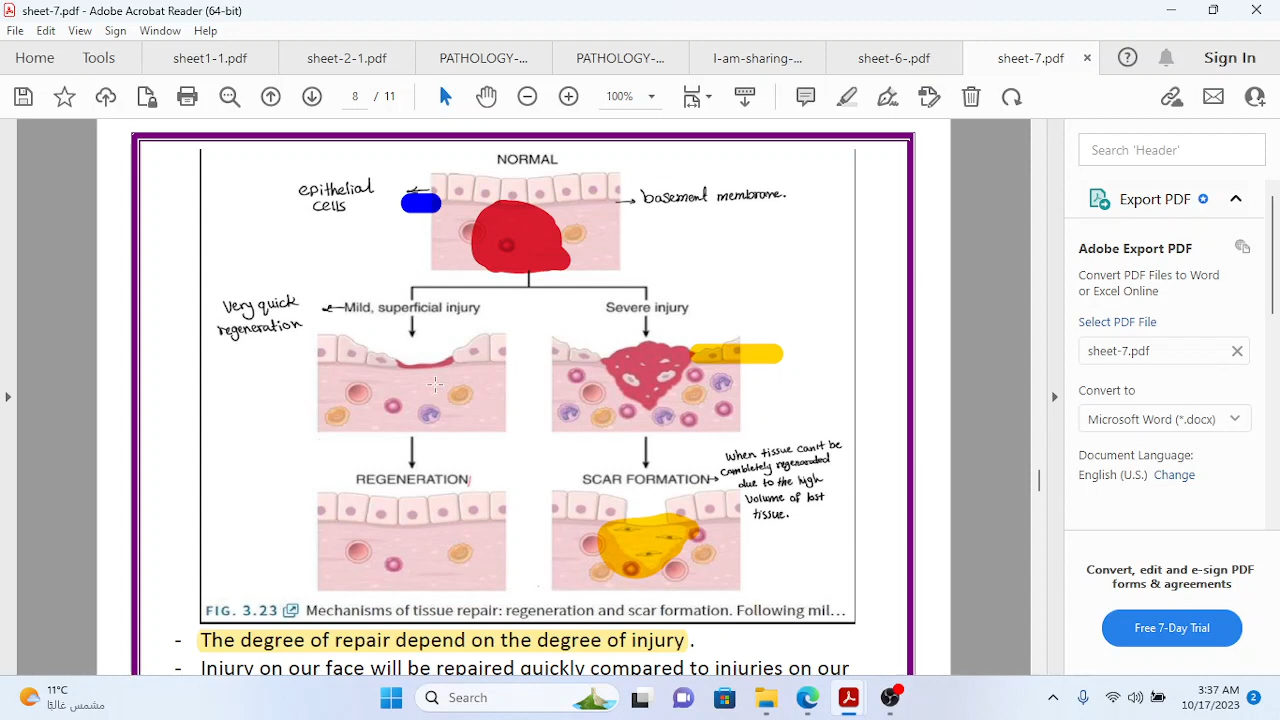 sheet-7.pdf - Adobe Acrobat Reader (64-bit)
File Edit View Sign Window Help
Home Tools sheet1-1.pdf sheet-2-1.pdf PATHOLOGY-... PATHOLOGY-... I-am-sharing-... sheet-6-.pdf sheet-7.pdf Sign In
8 / 11 100%
NORMAL
epithelial
cells
basement membrane.
Very quick
regeneration
Mild, superficial injury
Severe injury
REGENERATION
SCAR FORMATION
When tissue can't be
completely regenerated
due to the high
volume of lost
tissue.
FIG. 3.23 Mechanisms of tissue repair: regeneration and scar formation. Following mil...
- The degree of repair depend on the degree of injury .
- Injury on our face will be repaired quickly compared to injuries on our
Search 'Header'
Export PDF
Adobe Export PDF
Convert PDF Files to Word
or Excel Online
Select PDF File
sheet-7.pdf
Convert to
Microsoft Word (*.docx)
Document Language:
English (U.S.) Change
Convert, edit and e-sign PDF
forms & agreements
Free 7-Day Trial
11°C
مشمس غالبًا
Search
3:37 AM
10/17/2023
2